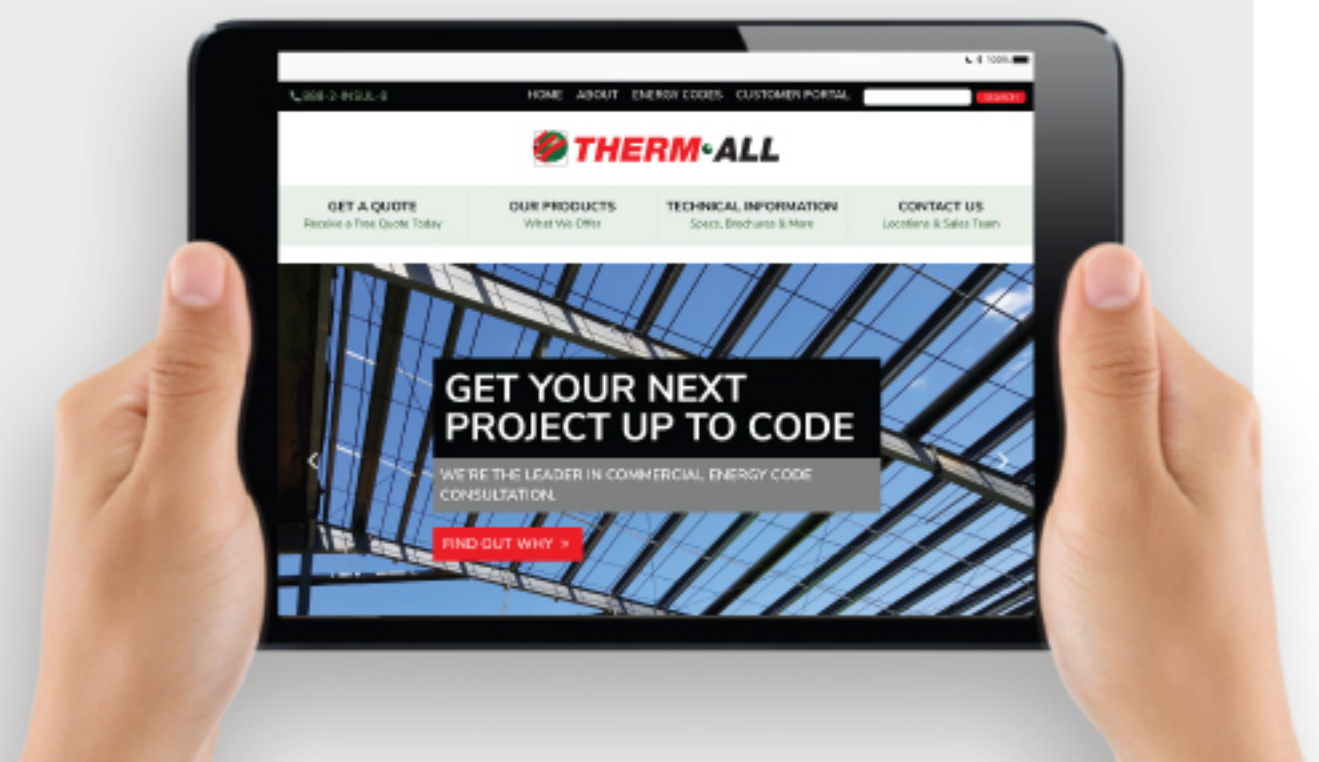 100%
888-2-INSUL-8
HOME ABOUT ENERGY CODES CUSTOMER PORTAL SEARCH
THERM·ALL
GET A QUOTE OUR PRODUCTS TECHNICAL INFORMATION CONTACT US
Receive a Free Quote Today What We Offer Specs, Brochures & More Locations & Sales Team
GET YOUR NEXT
PROJECT UP TO CODE
WE'RE THE LEADER IN COMMERCIAL ENERGY CODE
CONSULTATION.
FIND OUT WHY »